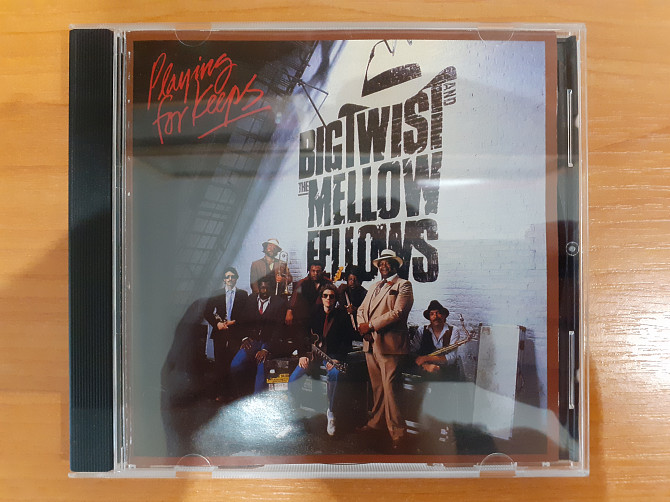 Playing
for Keeps
BIG TWIST
AND
THE MELLOW
FELLOWS